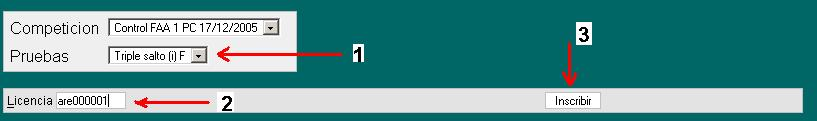 Competicion Control FAA 1 PC 17/12/2005
Pruebas Triple salto (i) F 1
3
Licencia are000001 2 Inscribir